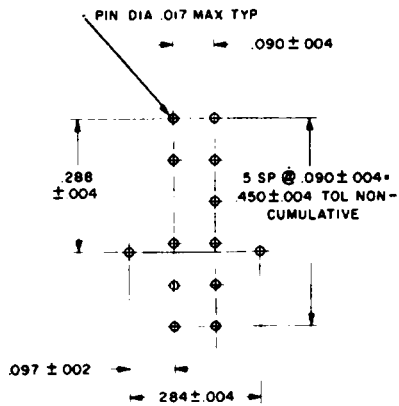 PIN DIA .017 MAX TYP
.090±.004
.288
±.004
5 SP @ .090±.004=
.450±.004 TOL NON-
CUMULATIVE
.097 ±.002
.284±.004